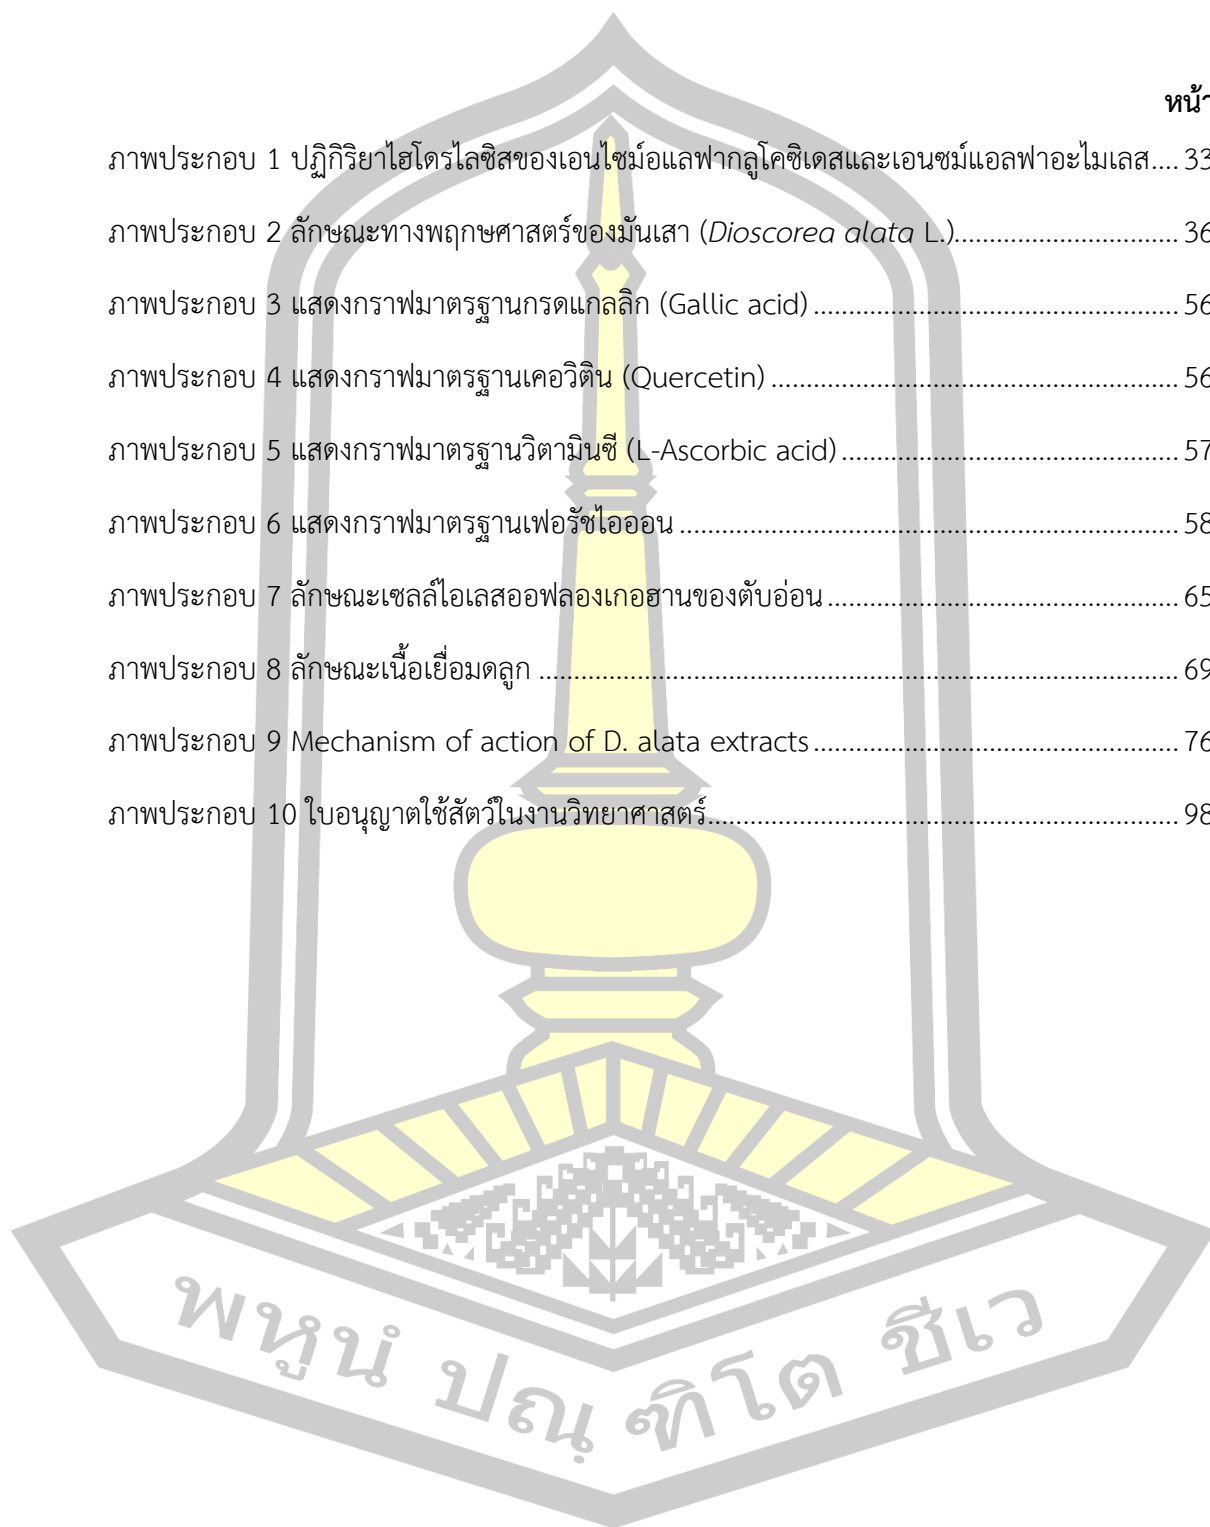 หน้า
ภาพประกอบ 1 ปฏิกิริยาไฮโดรไลซิสของเอนไซม์อแลฟากลูโคซิเดสและเอนซม์แอลฟาอะไมเลส.... 33
ภาพประกอบ 2 ลักษณะทางพฤกษศาสตร์ของมันเสา (Dioscorea alata L.)................................ 36
ภาพประกอบ 3 แสดงกราฟมาตรฐานกรดแกลลิก (Gallic acid) .................................................... 56
ภาพประกอบ 4 แสดงกราฟมาตรฐานเคอวิติน (Quercetin) .......................................................... 56
ภาพประกอบ 5 แสดงกราฟมาตรฐานวิตามินซี (L-Ascorbic acid) ................................................ 57
ภาพประกอบ 6 แสดงกราฟมาตรฐานเฟอรัชไอออน ........................................................................ 58
ภาพประกอบ 7 ลักษณะเซลล์ไอเลสออฟลองเกอฮานของตับอ่อน .................................................. 65
ภาพประกอบ 8 ลักษณะเนื้อเยื่อมดลูก ........................................................................................... 69
ภาพประกอบ 9 Mechanism of action of D. alata extracts .................................................... 76
ภาพประกอบ 10 ใบอนุญาตใช้สัตว์ในงานวิทยาศาสตร์................................................................... 98
พหูนํ ปณฺฑิโต ชีเว